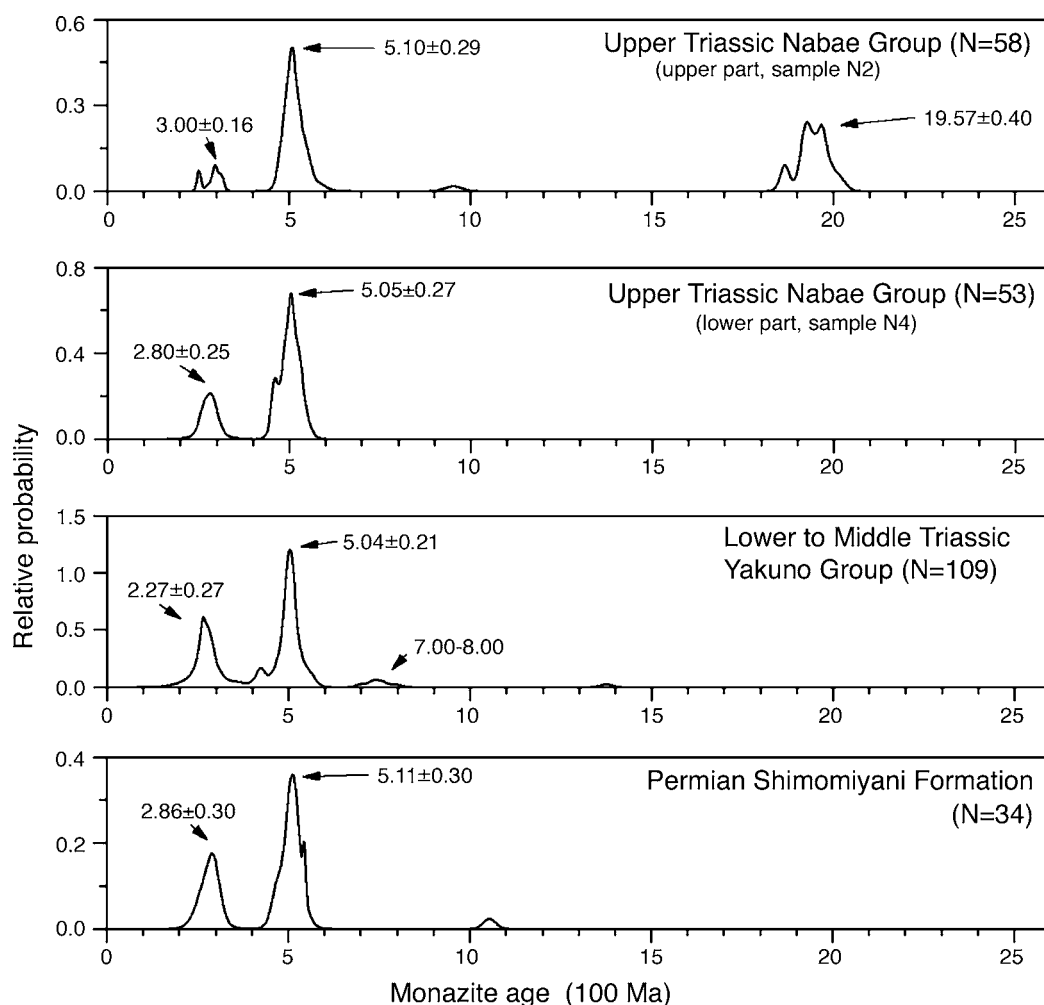 Relative probability
0.6
0.3
0.0
5.10±0.29
Upper Triassic Nabae Group (N=58)
(upper part, sample N2)
3.00±0.16
19.57±0.40
0 5 10 15 20 25
0.8
0.4
0.0
5.05±0.27
Upper Triassic Nabae Group (N=53)
(lower part, sample N4)
2.80±0.25
0 5 10 15 20 25
1.5
1.0
0.5
0.0
5.04±0.21
Lower to Middle Triassic
Yakuno Group (N=109)
2.27±0.27
7.00-8.00
0 5 10 15 20 25
0.4
0.2
0.0
5.11±0.30
Permian Shimomiyani Formation
(N=34)
2.86±0.30
0 5 10 15 20 25
Monazite age (100 Ma)